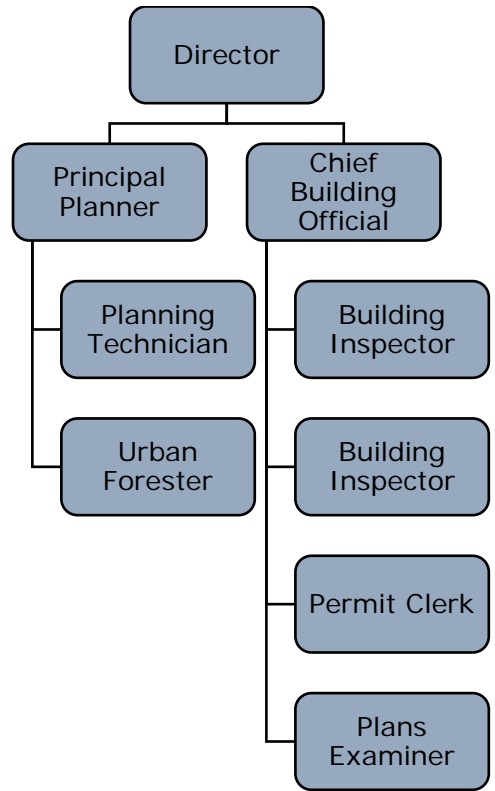 Director
Principal
Planner
Chief
Building
Official
Planning
Technician
Building
Inspector
Urban
Forester
Building
Inspector
Permit Clerk
Plans
Examiner